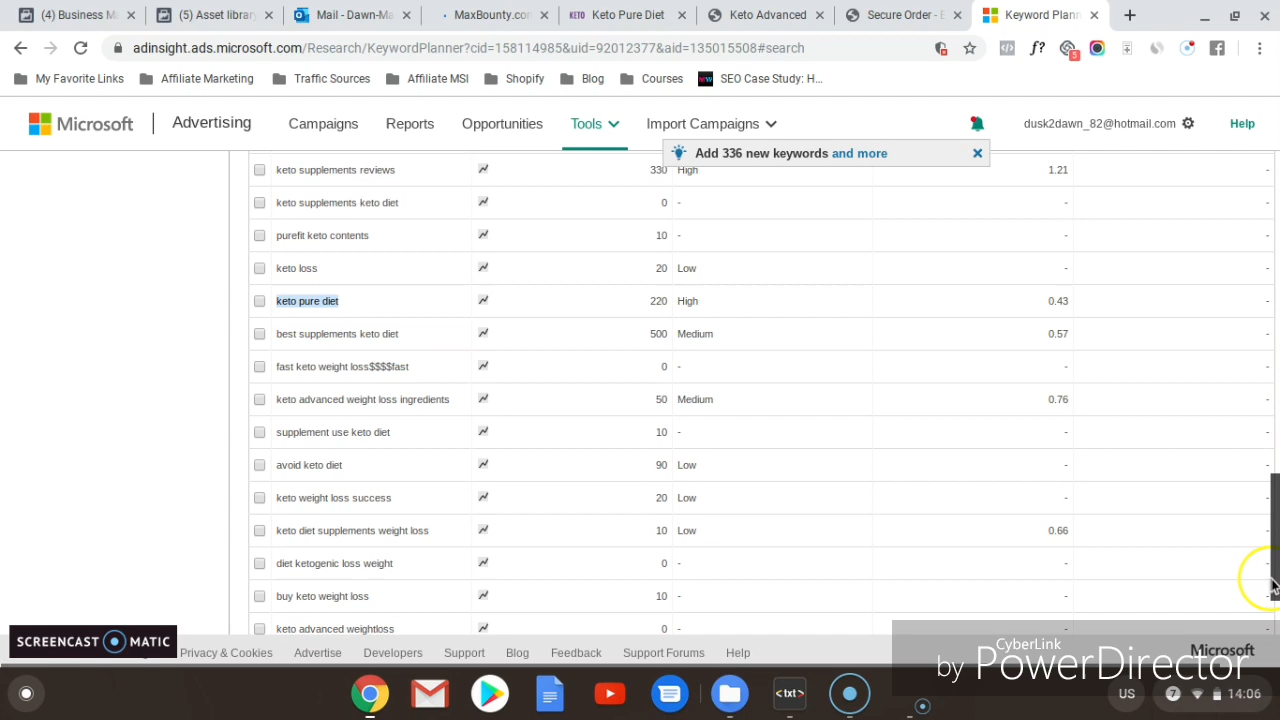 (4) Business Ma
(5) Asset library
Mail - Dawn-Ma
MaxBounty.con
KETO Keto Pure Diet
Keto Advanced
Secure Order - E
Keyword Plann
adinsight.ads.microsoft.com/Research/KeywordPlanner?cid=158114985&uid=92012377&aid=135015508#search
f?
5
My Favorite Links
Affiliate Marketing
Traffic Sources
Affiliate MSI
Shopify
Blog
Courses
SEO Case Study: H...
Microsoft
Advertising
Campaigns
Reports
Opportunities
Tools
Import Campaigns
dusk2dawn_82@hotmail.com
Help
Add 336 new keywords and more
keto supplements reviews 330 High 1.21 -
keto supplements keto diet 0 - - -
purefit keto contents 10 - - -
keto loss 20 Low - -
keto pure diet 220 High 0.43 -
best supplements keto diet 500 Medium 0.57 -
fast keto weight loss$$$$fast 0 - - -
keto advanced weight loss ingredients 50 Medium 0.76 -
supplement use keto diet 10 - - -
avoid keto diet 90 Low - -
keto weight loss success 20 Low - -
keto diet supplements weight loss 10 Low 0.66 -
diet ketogenic loss weight 0 - - -
buy keto weight loss 10 - - -
keto advanced weightloss 0 - - -
SCREENCAST MATIC
Privacy & Cookies
Advertise
Developers
Support
Blog
Feedback
Support Forums
Help
Microsoft
CyberLink
by PowerDirector
<txt>
US
7
14:06